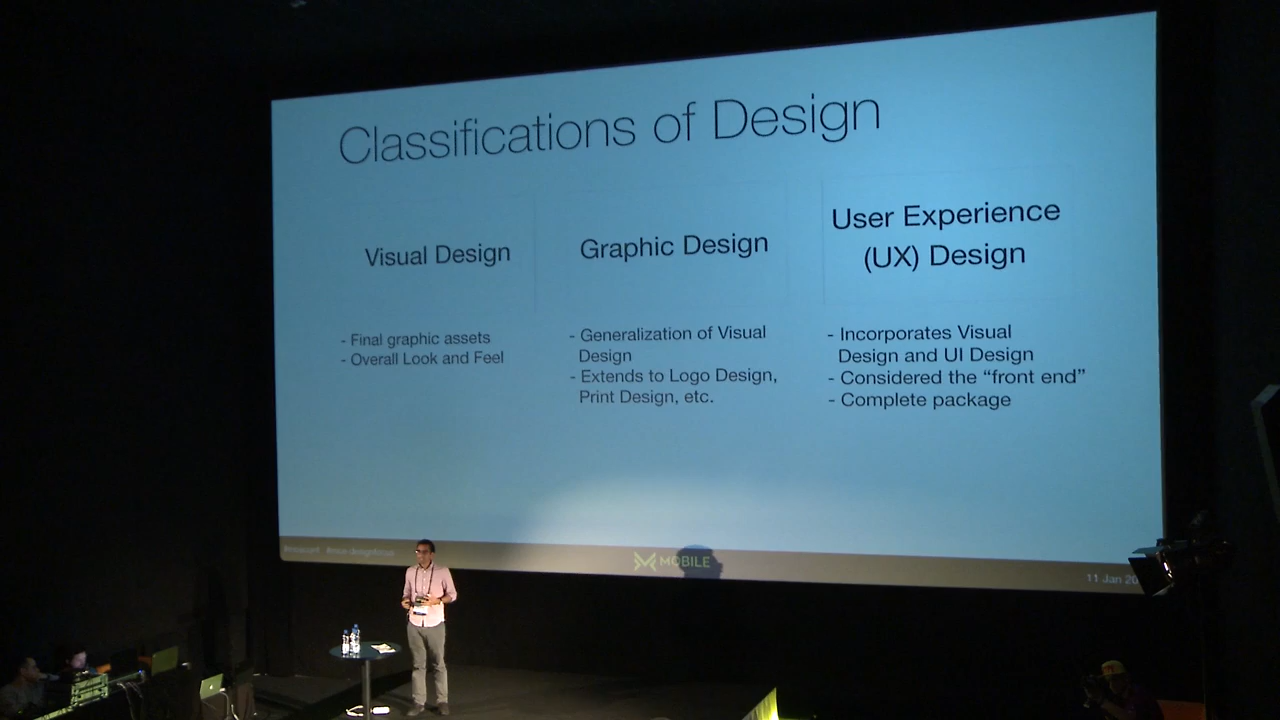 Classifications of Design
Visual Design
- Final graphic assets
- Overall Look and Feel
Graphic Design
- Generalization of Visual
Design
- Extends to Logo Design,
Print Design, etc.
User Experience
(UX) Design
- Incorporates Visual
Design and UI Design
- Considered the “front end”
- Complete package
MOBILE
11 Jan